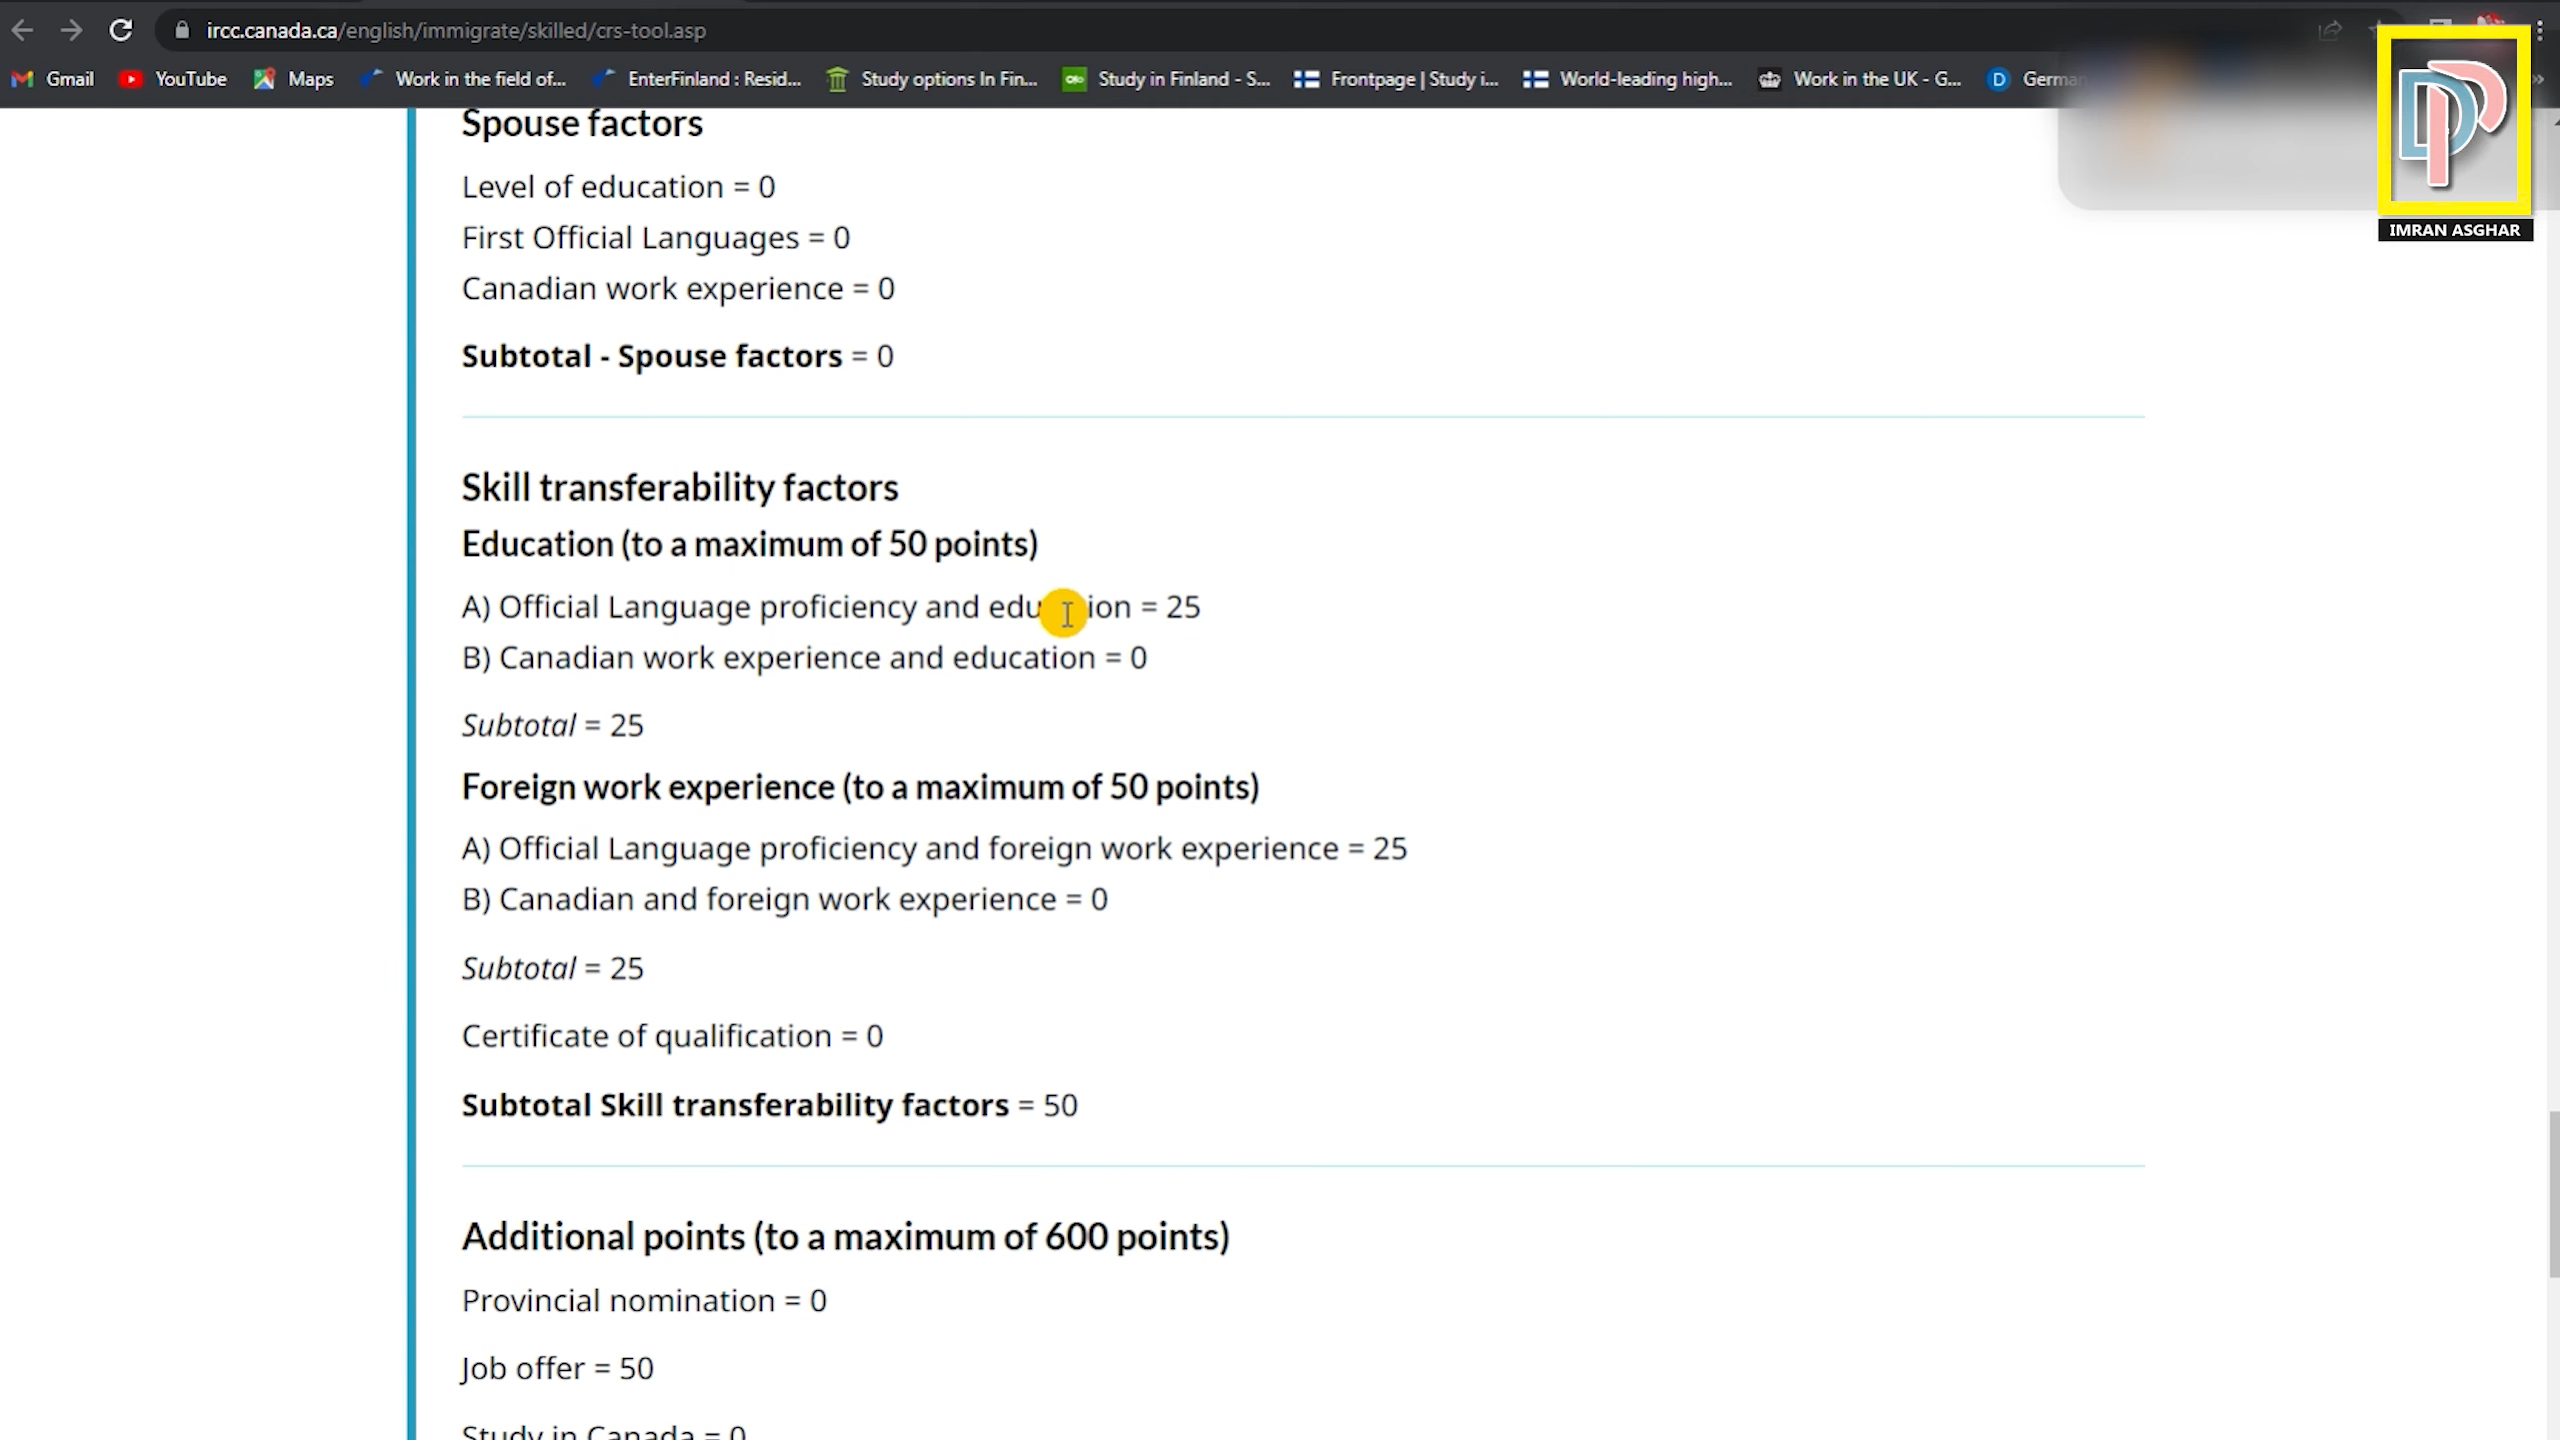 ircc.canada.ca/english/immigrate/skilled/crs-tool.asp
Gmail YouTube Maps Work in the field of... EnterFinland : Resid... Study options In Fin... Study in Finland - S... Frontpage | Study i... World-leading high... Work in the UK - G... German
IMRAN ASGHAR
Spouse factors
Level of education = 0
First Official Languages = 0
Canadian work experience = 0
Subtotal - Spouse factors = 0
Skill transferability factors
Education (to a maximum of 50 points)
A) Official Language proficiency and education = 25
B) Canadian work experience and education = 0
Subtotal = 25
Foreign work experience (to a maximum of 50 points)
A) Official Language proficiency and foreign work experience = 25
B) Canadian and foreign work experience = 0
Subtotal = 25
Certificate of qualification = 0
Subtotal Skill transferability factors = 50
Additional points (to a maximum of 600 points)
Provincial nomination = 0
Job offer = 50
Study in Canada = 0